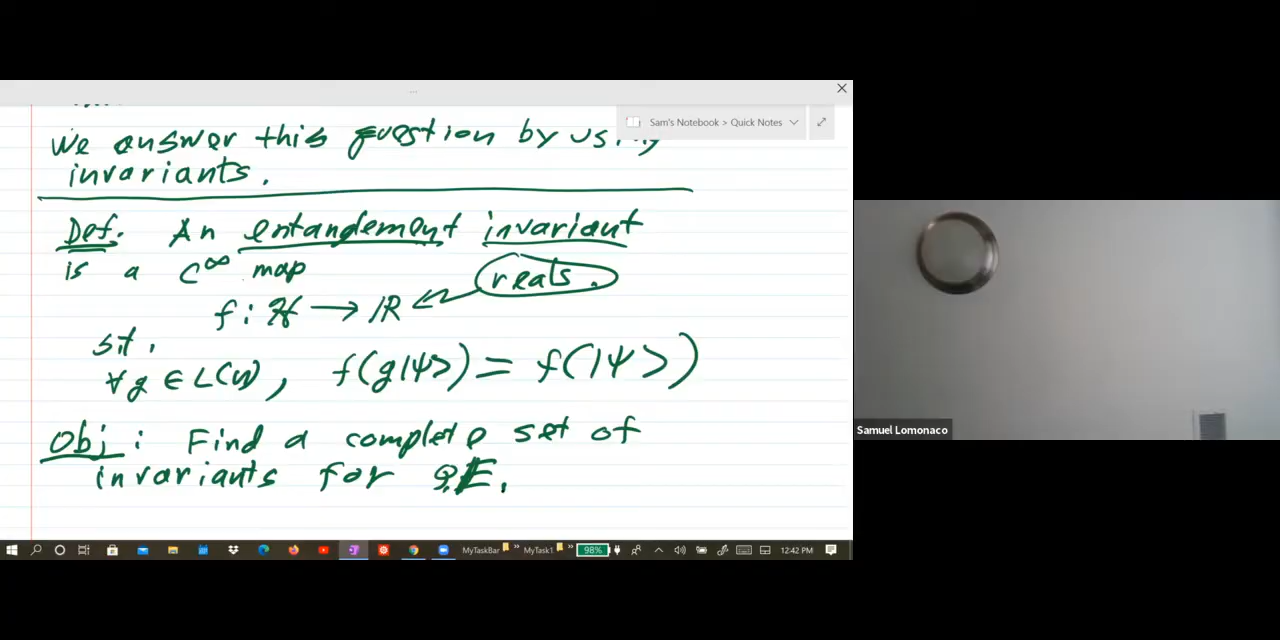 ...
Sam's Notebook > Quick Notes
We answer this question by using
invariants.
Def. An entandement invariant
is a C∞ map
reals.
f: ℋ → ℝ
s.t.
∀g ∈ L(n), f(g|ψ>) = f(|ψ>)
Obj: Find a complete set of
invariants for Q.E.
Samuel Lomonaco
MyTaskBar
MyTask1
98%
12:42 PM